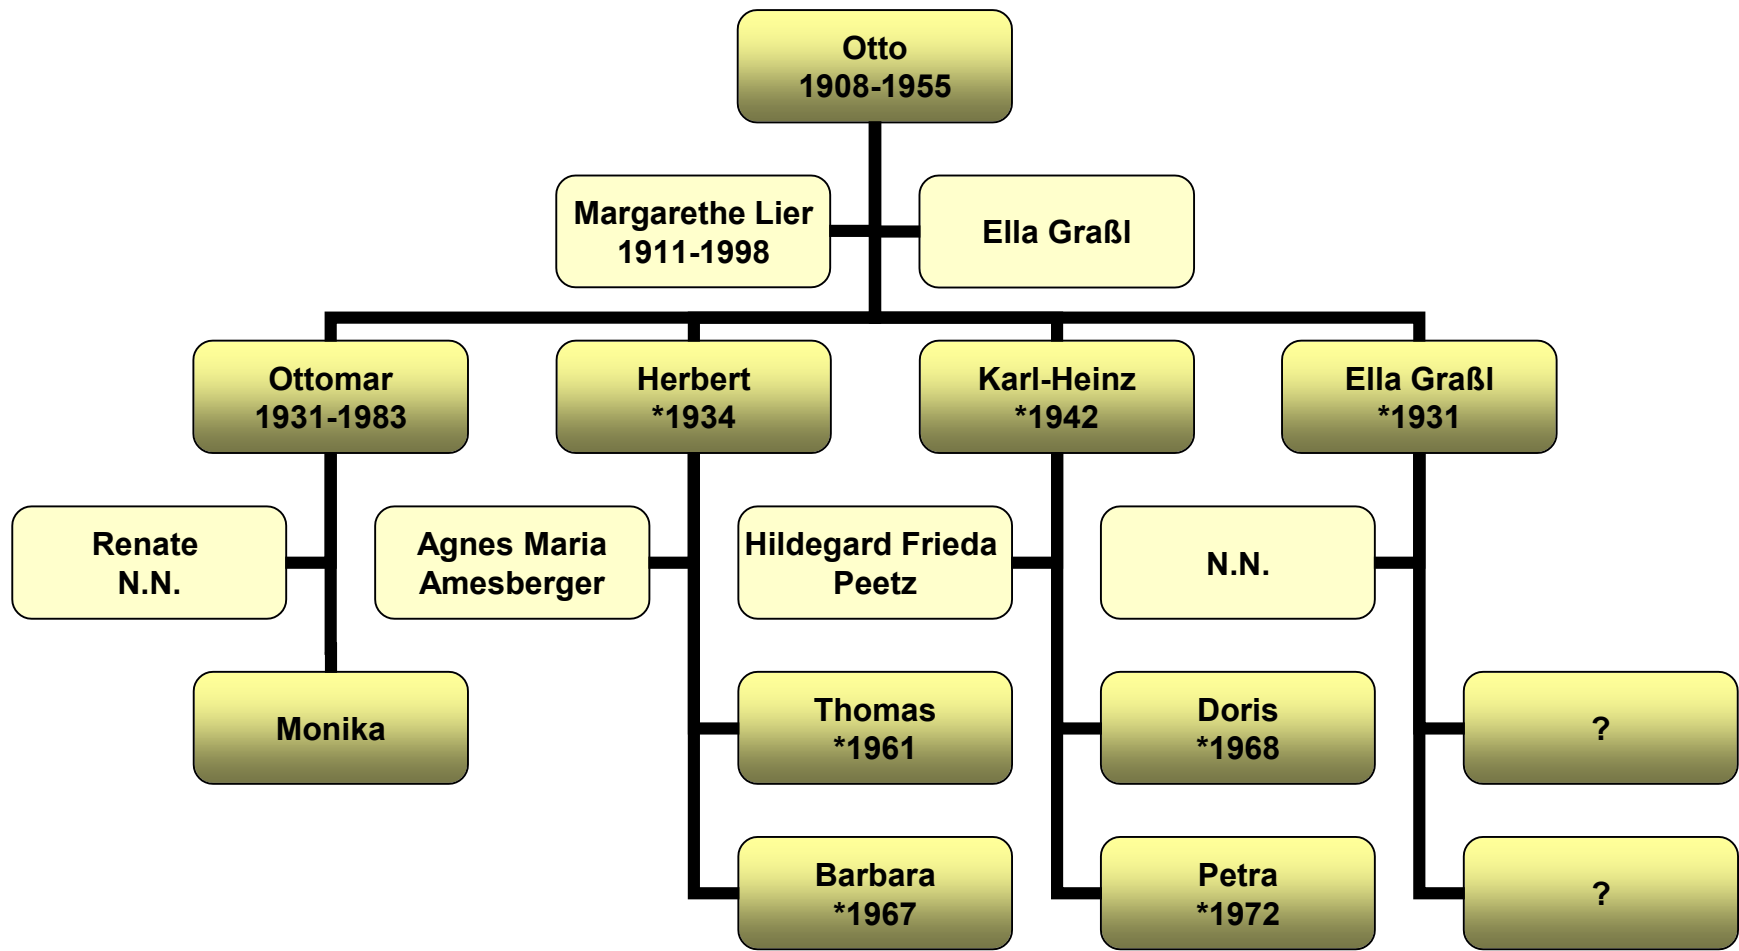 Otto
1908-1955
Margarethe Lier
1911-1998
Ella Graßl
Ottomar
1931-1983
Herbert
*1934
Karl-Heinz
*1942
Ella Graßl
*1931
Renate
N.N.
Agnes Maria
Amesberger
Hildegard Frieda
Peetz
N.N.
Monika
Thomas
*1961
Doris
*1968
?
Barbara
*1967
Petra
*1972
?